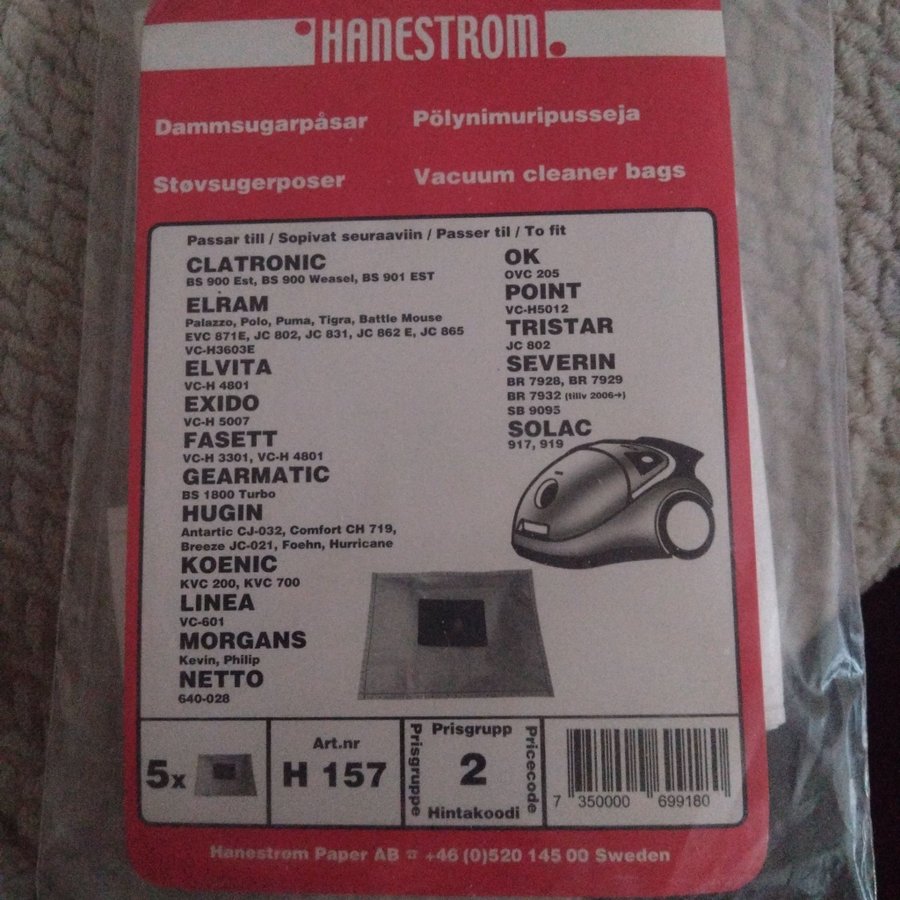 HANESTROM
Dammsugarpåsar
Pölynimuripusseja
Støvsugerposer
Vacuum cleaner bags
Passar till / Sopivat seuraaviin / Passer til / To fit
CLATRONIC
BS 900 Est, BS 900 Weasel, BS 901 EST
ELRAM
Palazzo, Polo, Puma, Tigra, Battle Mouse
EVC 871E, JC 802, JC 831, JC 862 E, JC 865
VC-H3603E
ELVITA
VC-H 4801
EXIDO
VC-H 5007
FASETT
VC-H 3301, VC-H 4801
GEARMATIC
BS 1800 Turbo
HUGIN
Antartic CJ-032, Comfort CH 719,
Breeze JC-021, Foehn, Hurricane
KOENIC
KVC 200, KVC 700
LINEA
VC-601
MORGANS
Kevin, Philip
NETTO
640-028
OK
OVC 205
POINT
VC-H5012
TRISTAR
JC 802
SEVERIN
BR 7928, BR 7929
BR 7932 (tillv 2006→)
SB 9095
SOLAC
917, 919
5x
Art.nr
H 157
Prisgruppe
Prisgrupp
2
Hintakoodi
Pricecode
7 350000 699180
Hanestrom Paper AB ☎ +46 (0)520 145 00 Sweden